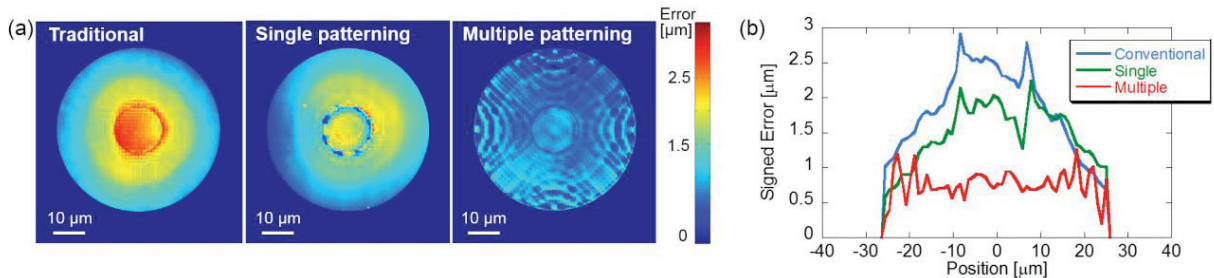 (a)
Traditional
Single patterning
Multiple patterning
10 μm
10 μm
10 μm
Error
[μm]
2.5
1.5
1
0
(b)
Signed Error [μm]
3
2.5
2
1.5
1
0.5
0
-40 -30 -20 -10 0 10 20 30 40
Position [μm]
Conventional
Single
Multiple